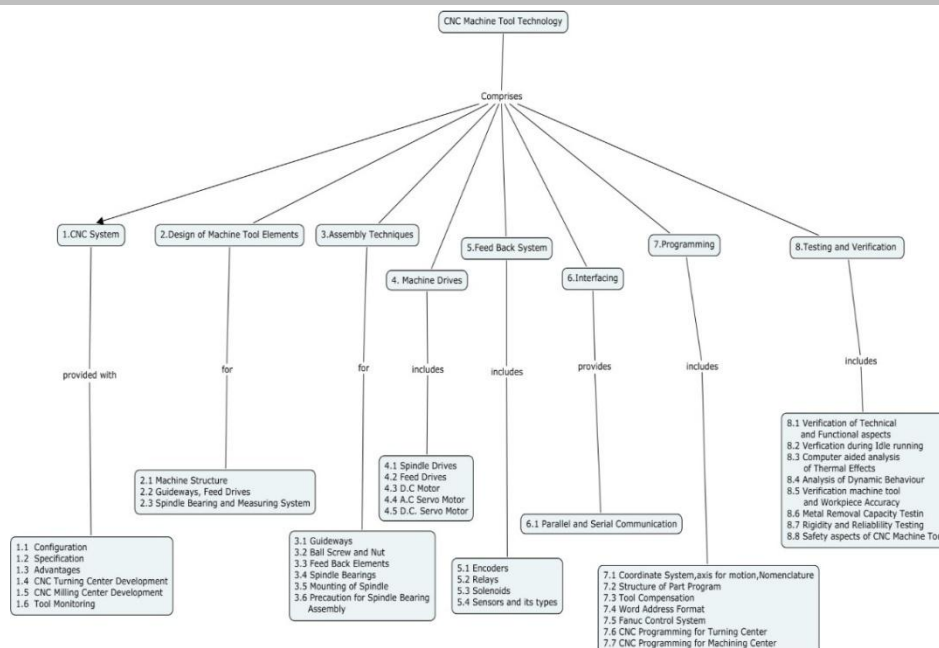 CNC Machine Tool Technology
Comprises
1.CNC System
2.Design of Machine Tool Elements
3.Assembly Techniques
4. Machine Drives
5.Feed Back System
6.Interfacing
7.Programming
8.Testing and Verification
provided with
for
for
includes
includes
provides
includes
includes
1.1 Configuration
1.2 Specification
1.3 Advantages
1.4 CNC Turning Center Development
1.5 CNC Milling Center Development
1.6 Tool Monitoring
2.1 Machine Structure
2.2 Guideways, Feed Drives
2.3 Spindle Bearing and Measuring System
3.1 Guideways
3.2 Ball Screw and Nut
3.3 Feed Back Elements
3.4 Spindle Bearings
3.5 Mounting of Spindle
3.6 Precaution for Spindle Bearing
Assembly
4.1 Spindle Drives
4.2 Feed Drives
4.3 D.C Motor
4.4 A.C Servo Motor
4.5 D.C. Servo Motor
5.1 Encoders
5.2 Relays
5.3 Solenoids
5.4 Sensors and its types
6.1 Parallel and Serial Communication
7.1 Coordinate System,axis for motion,Nomenclature
7.2 Structure of Part Program
7.3 Tool Compensation
7.4 Word Address Format
7.5 Fanuc Control System
7.6 CNC Programming for Turning Center
7.7 CNC Programming for Machining Center
8.1 Verification of Technical
and Functional aspects
8.2 Verfication during Idle running
8.3 Computer aided analysis
of Thermal Effects
8.4 Analysis of Dynamic Behaviour
8.5 Verification machine tool
and Workpiece Accuracy
8.6 Metal Removal Capacity Testin
8.7 Rigidity and Reliablility Testing
8.8 Safety aspects of CNC Machine Too